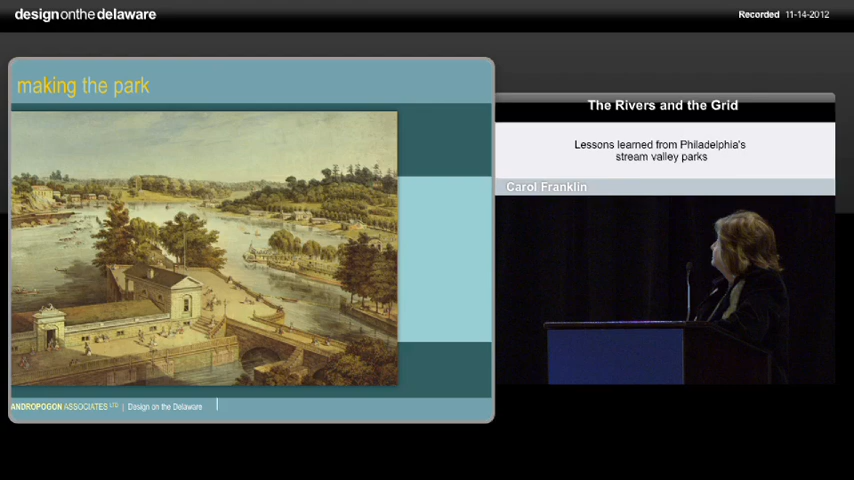 designonthedelaware
Recorded 11-14-2012
making the park
The Rivers and the Grid
Lessons learned from Philadelphia's
stream valley parks
Carol Franklin
ANDROPOGON ASSOCIATES LTD | Design on the Delaware